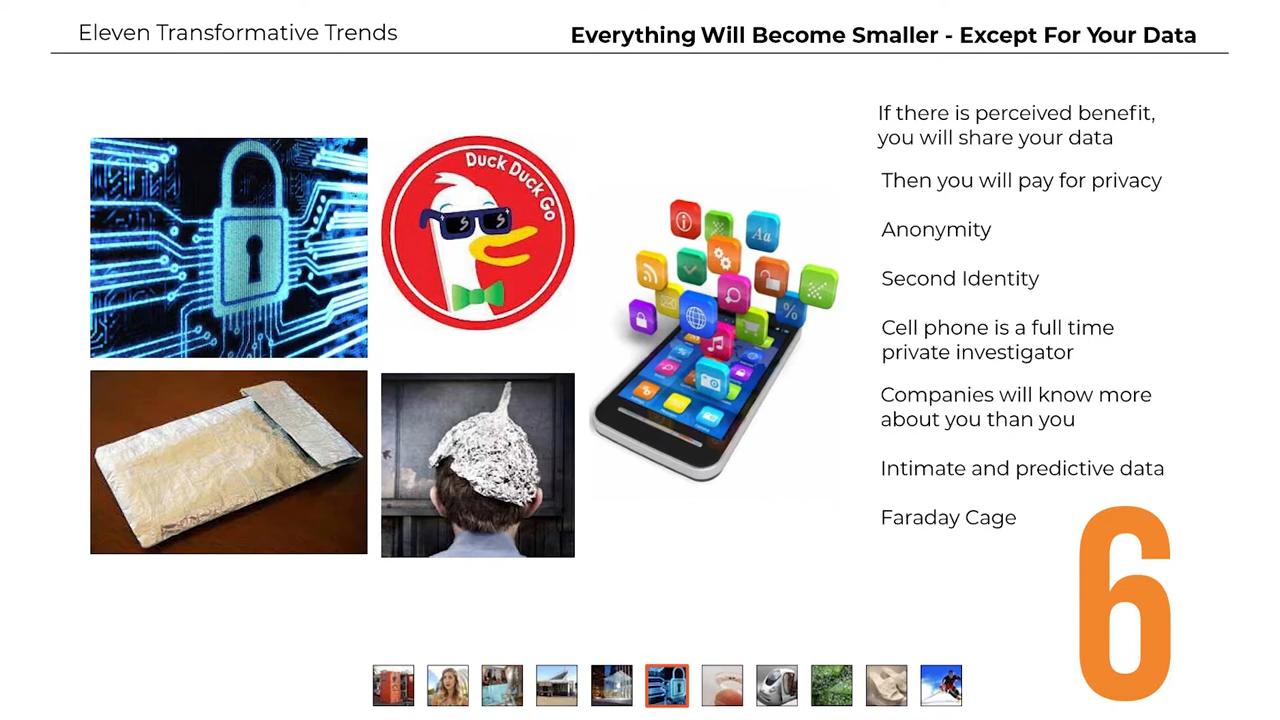 Eleven Transformative Trends
Everything Will Become Smaller - Except For Your Data
If there is perceived benefit,
you will share your data
Then you will pay for privacy
Anonymity
Second Identity
Cell phone is a full time
private investigator
Companies will know more
about you than you
Intimate and predictive data
Faraday Cage
Duck Duck Go
Aa
%
6